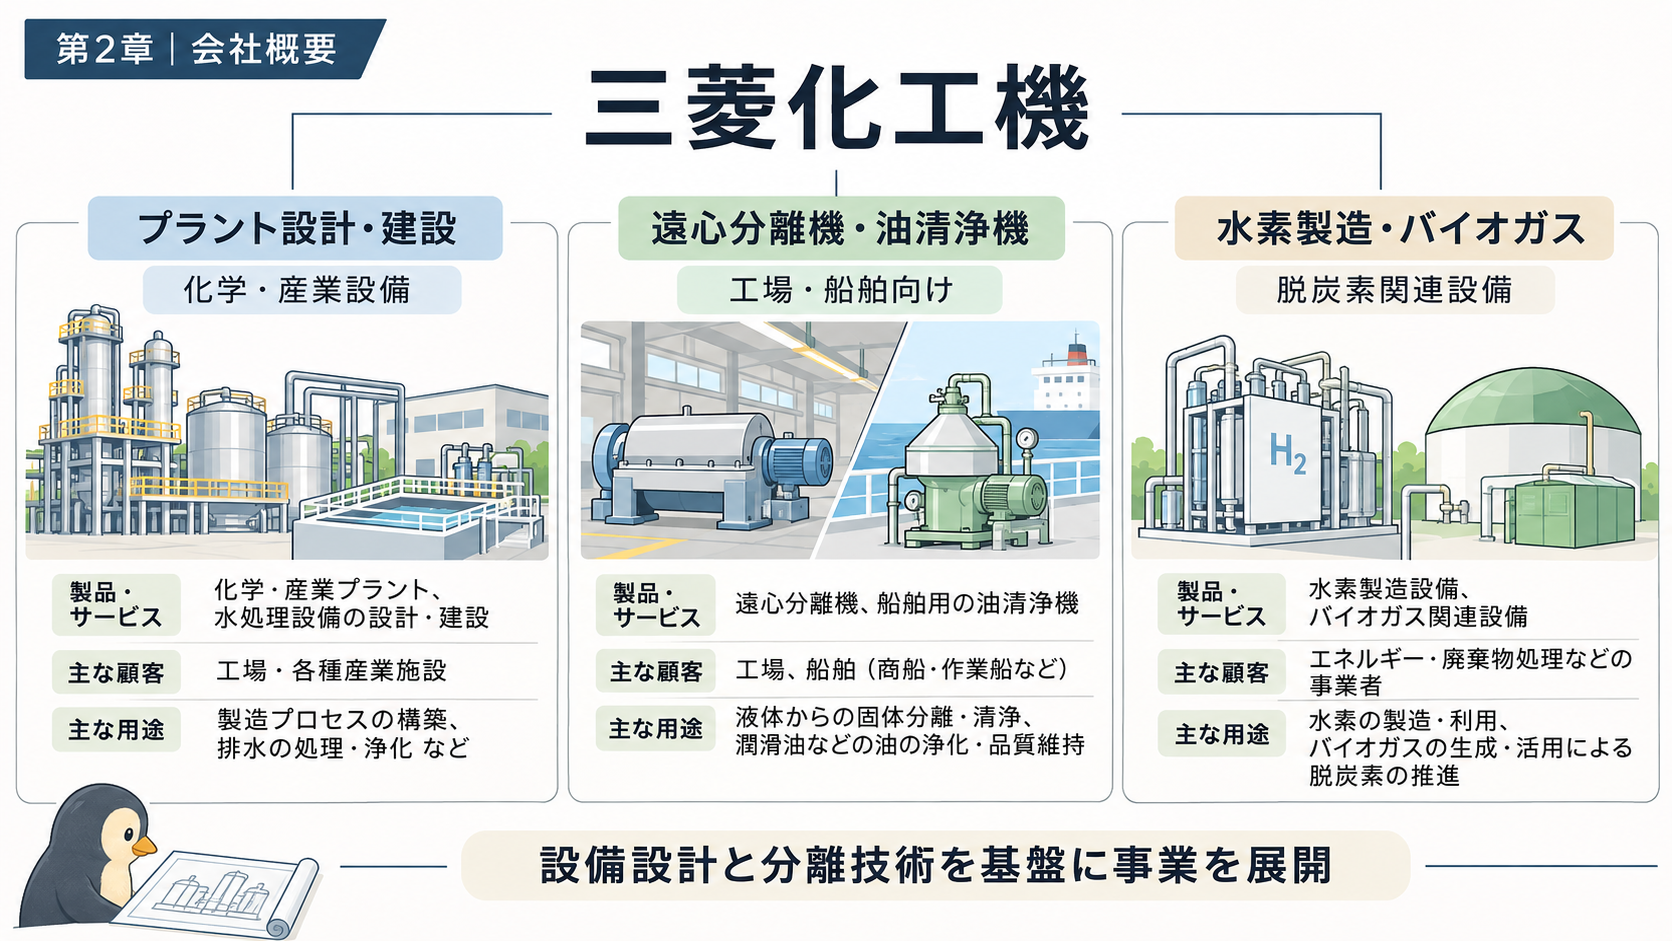 第2章｜会社概要
三菱化工機
プラント設計・建設
化学・産業設備
製品・
サービス
化学・産業プラント、
水処理設備の設計・建設
主な顧客
工場・各種産業施設
主な用途
製造プロセスの構築、
排水の処理・浄化 など
遠心分離機・油清浄機
工場・船舶向け
製品・
サービス
遠心分離機、船舶用の油清浄機
主な顧客
工場、船舶（商船・作業船など）
主な用途
液体からの固体分離・清浄、
潤滑油などの油の浄化・品質維持
水素製造・バイオガス
脱炭素関連設備
H2
製品・
サービス
水素製造設備、
バイオガス関連設備
主な顧客
エネルギー・廃棄物処理などの
事業者
主な用途
水素の製造・利用、
バイオガスの生成・活用による
脱炭素の推進
設備設計と分離技術を基盤に事業を展開